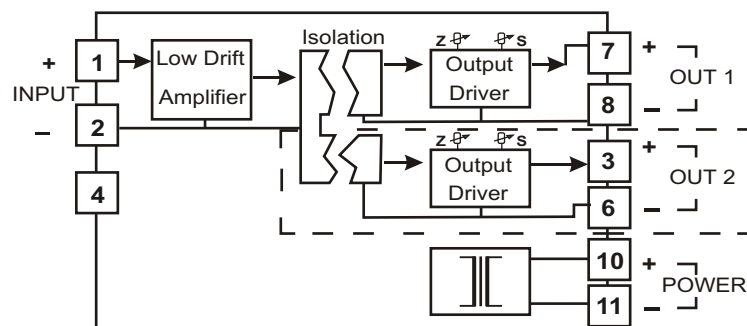 Isolation
+
INPUT
–
1
2
4
Low Drift
Amplifier
Z
S
Output
Driver
7
8
+
–
OUT 1
Z
S
Output
Driver
3
6
+
–
OUT 2
10
11
+
–
POWER